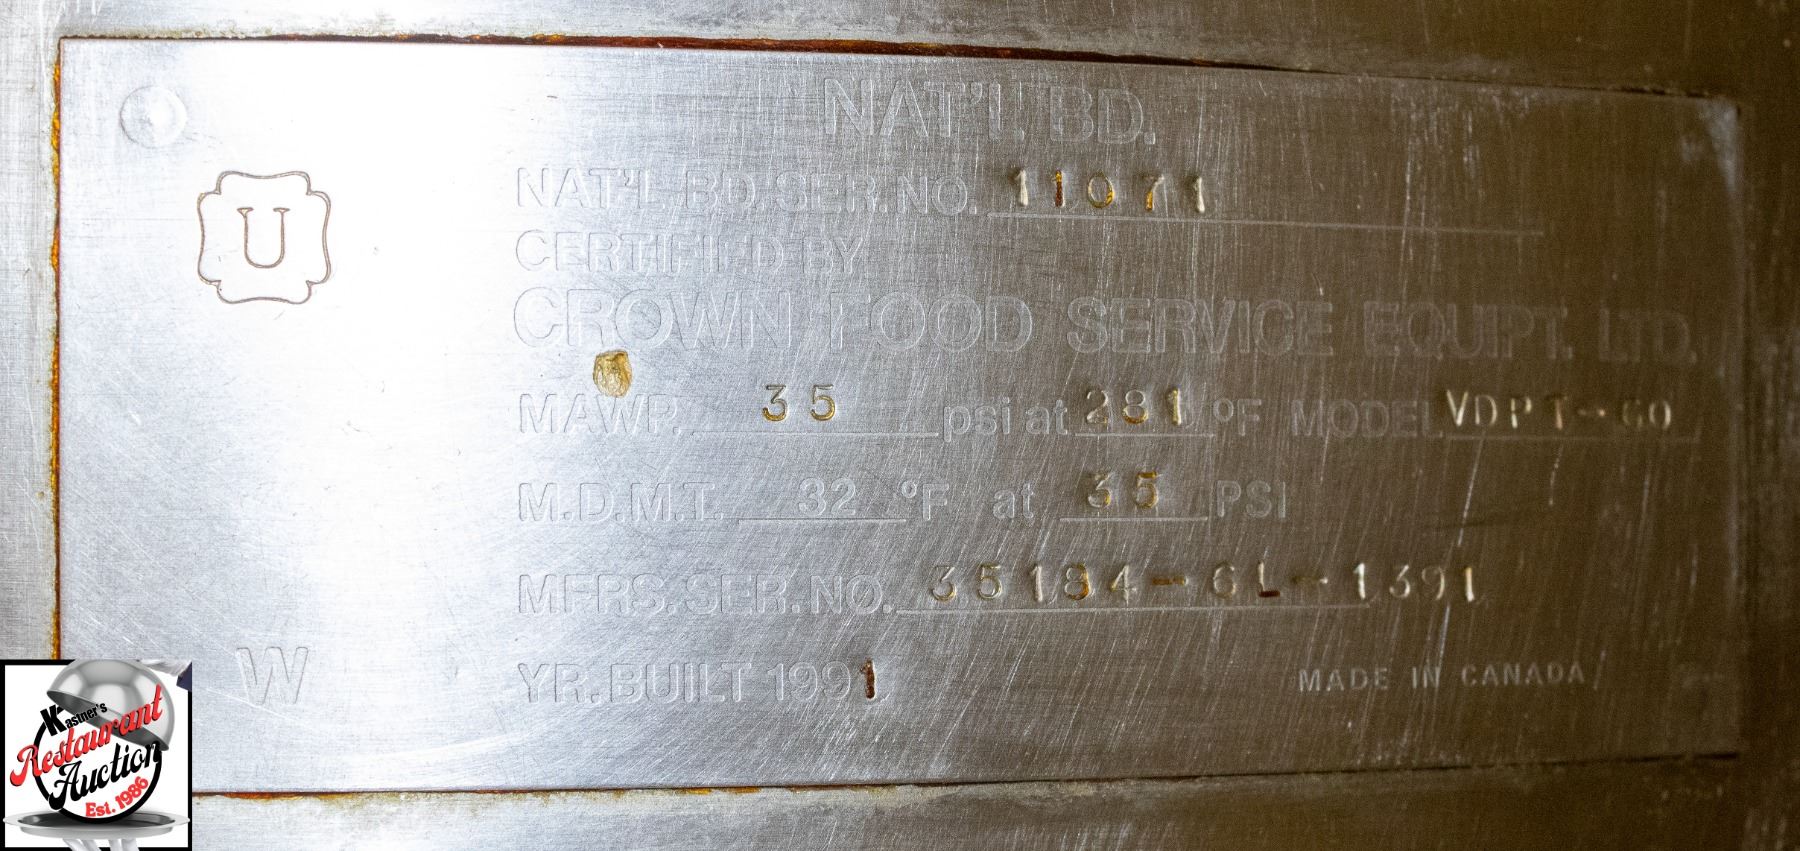 NAT'L BD.
U
NAT'L BD. SER. NO. 11071
CERTIFIED BY
CROWN FOOD SERVICE EQUIPT. LTD.
MAWP. 35 psi at 281 °F MODEL VDPT-60
M.D.M.T. 32 °F at 35 PSI
MFRS. SER. NO. 35184-6L-1391
W
YR. BUILT 1991
MADE IN CANADA
Kastner's
Restaurant
Auction
Est. 1986